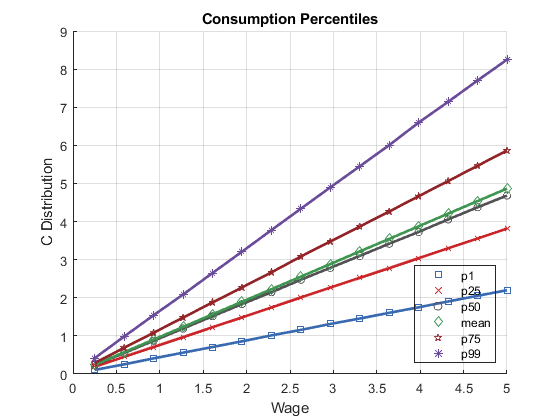 Consumption Percentiles
C Distribution
9
8
7
6
5
4
3
2
1
0
p1
p25
p50
mean
p75
p99
0 0.5 1 1.5 2 2.5 3 3.5 4 4.5 5
Wage